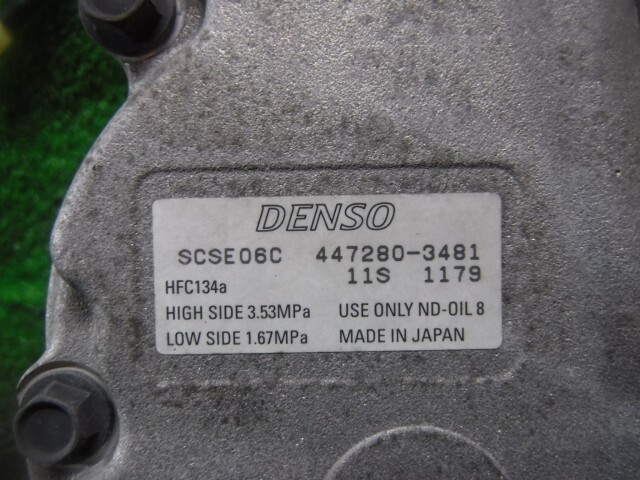 DENSO
SCSE06C 447280-3481
11S 1179
HFC134a
HIGH SIDE 3.53MPa USE ONLY ND-OIL 8
LOW SIDE 1.67MPa MADE IN JAPAN